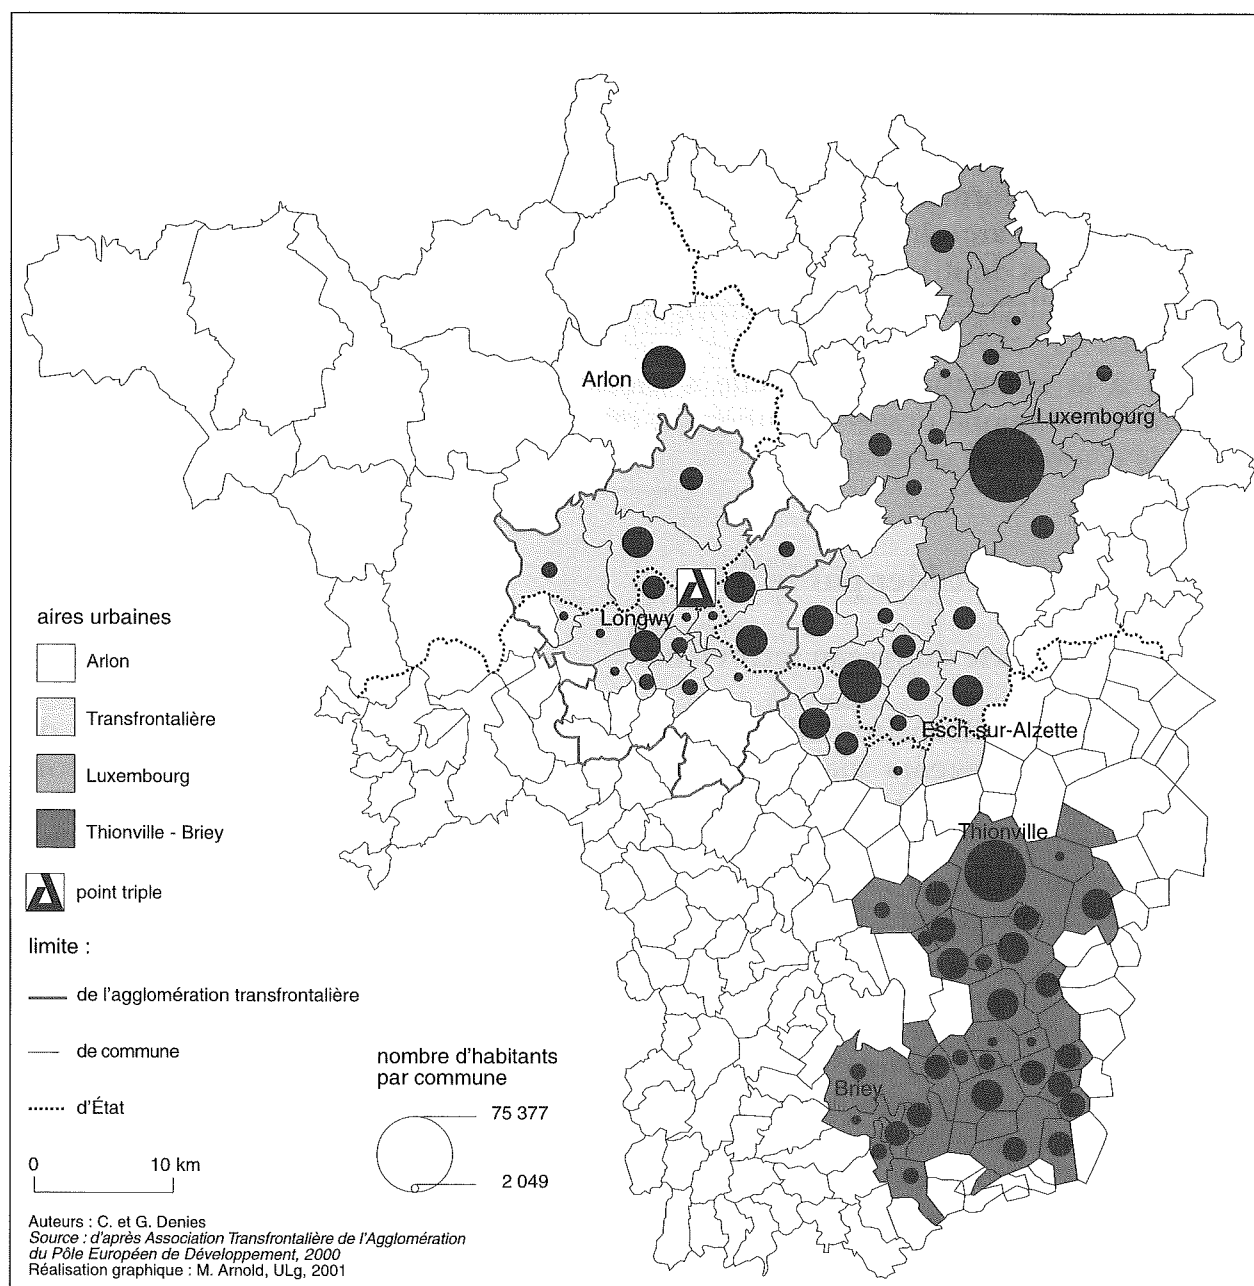 Arlon
Luxembourg
Longwy
Esch-sur-Alzette
Thionville
Briey
aires urbaines
Arlon
Transfrontalière
Luxembourg
Thionville - Briey
point triple
limite :
de l'agglomération transfrontalière
de commune
d'État
0 10 km
nombre d'habitants
par commune
75 377
2 049
Auteurs : C. et G. Denies
Source : d'après Association Transfrontalière de l'Agglomération
du Pôle Européen de Développement, 2000
Réalisation graphique : M. Arnold, ULg, 2001